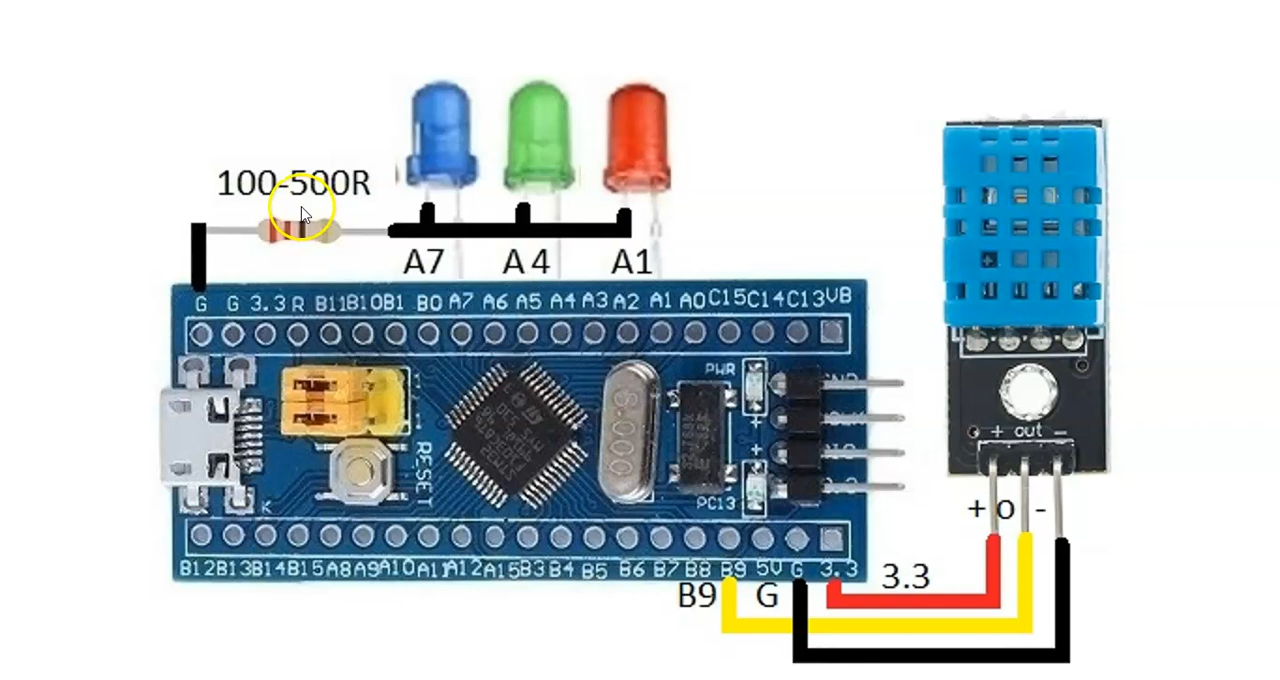 100-500R
A7 A4 A1
G G 3.3 R B11 B10 B1 B0 A7 A6 A5 A4 A3 A2 A1 A0 C15 C14 C13 VB
PWR
8.000
RESET
K
PC13
+ out -
+ o -
B12 B13 B14 B15 A8 A9 A10 A11 A12 A15 B3 B4 B5 B6 B7 B8 B9 5V G 3.3
B9 G 3.3